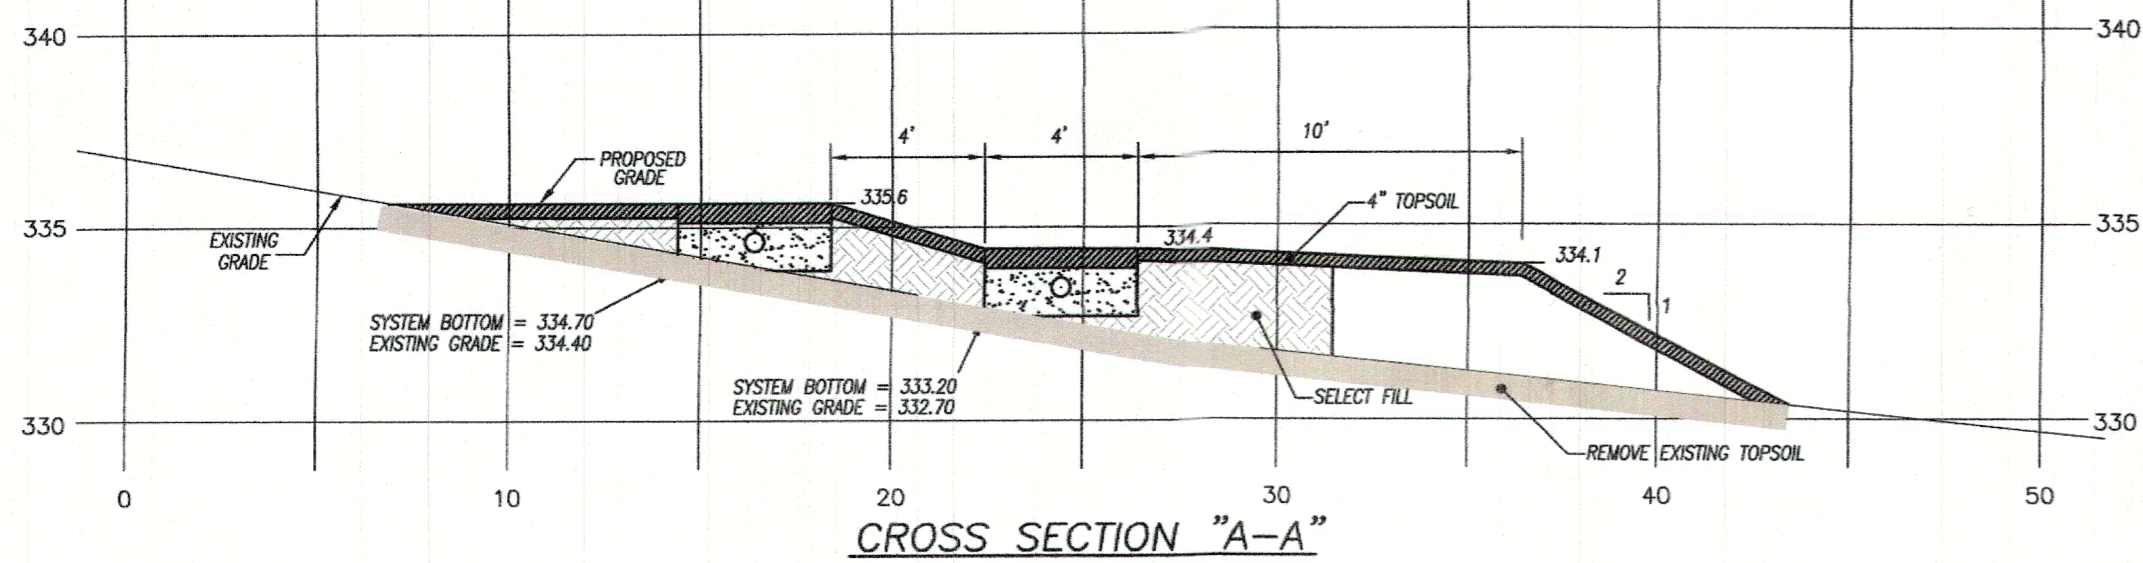 340
340
4'
4'
10'
PROPOSED
GRADE
335.6
4" TOPSOIL
335
335
EXISTING
GRADE
334.4
334.1
2
1
SYSTEM BOTTOM = 334.70
EXISTING GRADE = 334.40
SYSTEM BOTTOM = 333.20
EXISTING GRADE = 332.70
SELECT FILL
330
330
REMOVE EXISTING TOPSOIL
0
10
20
30
40
50
CROSS SECTION "A-A"